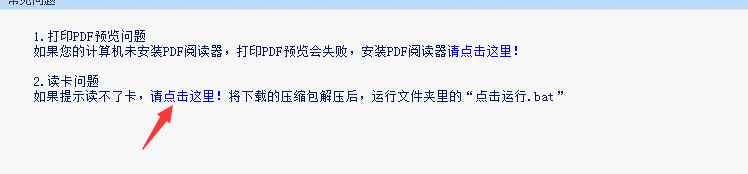 常见问题
1.打印PDF预览问题
如果您的计算机未安装PDF阅读器，打印PDF预览会失败，安装PDF阅读器请点击这里！
2.读卡问题
如果提示读不了卡，请点击这里！将下载的压缩包解压后，运行文件夹里的“点击运行.bat”